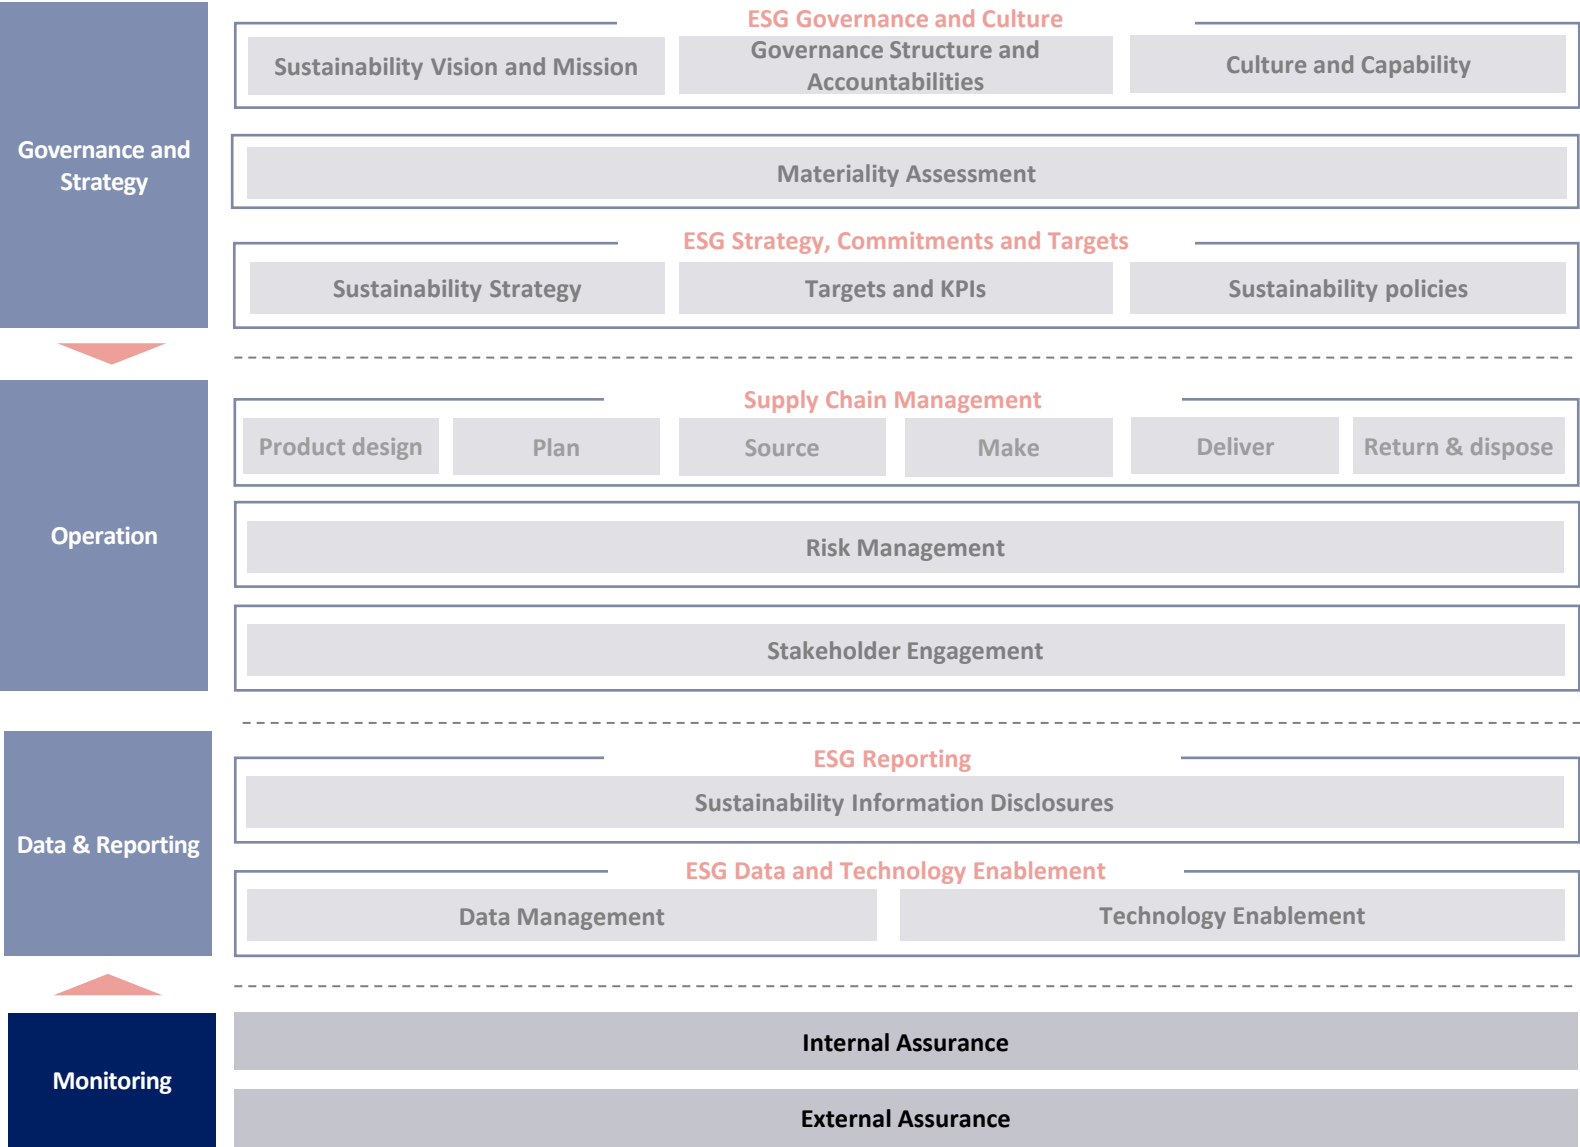 ESG Governance and Culture
Sustainability Vision and Mission
Governance Structure and
Accountabilities
Culture and Capability
Governance and
Strategy
Materiality Assessment
ESG Strategy, Commitments and Targets
Sustainability Strategy
Targets and KPIs
Sustainability policies
Supply Chain Management
Product design
Plan
Source
Make
Deliver
Return & dispose
Operation
Risk Management
Stakeholder Engagement
ESG Reporting
Sustainability Information Disclosures
Data & Reporting
ESG Data and Technology Enablement
Data Management
Technology Enablement
Internal Assurance
Monitoring
External Assurance